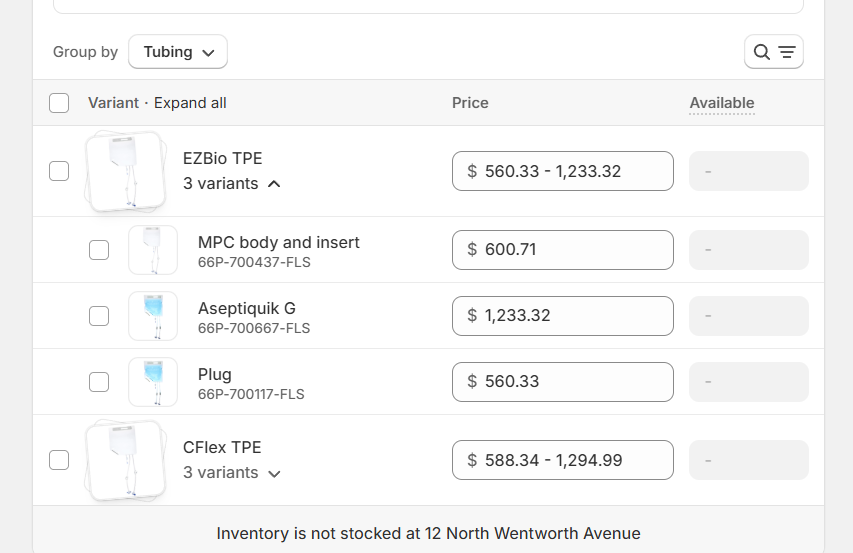 Group by Tubing
Variant · Expand all Price Available
EZBio TPE
3 variants
$ 560.33 - 1,233.32 -
MPC body and insert
66P-700437-FLS
$ 600.71 -
Aseptiquik G
66P-700667-FLS
$ 1,233.32 -
Plug
66P-700117-FLS
$ 560.33 -
CFlex TPE
3 variants
$ 588.34 - 1,294.99 -
Inventory is not stocked at 12 North Wentworth Avenue